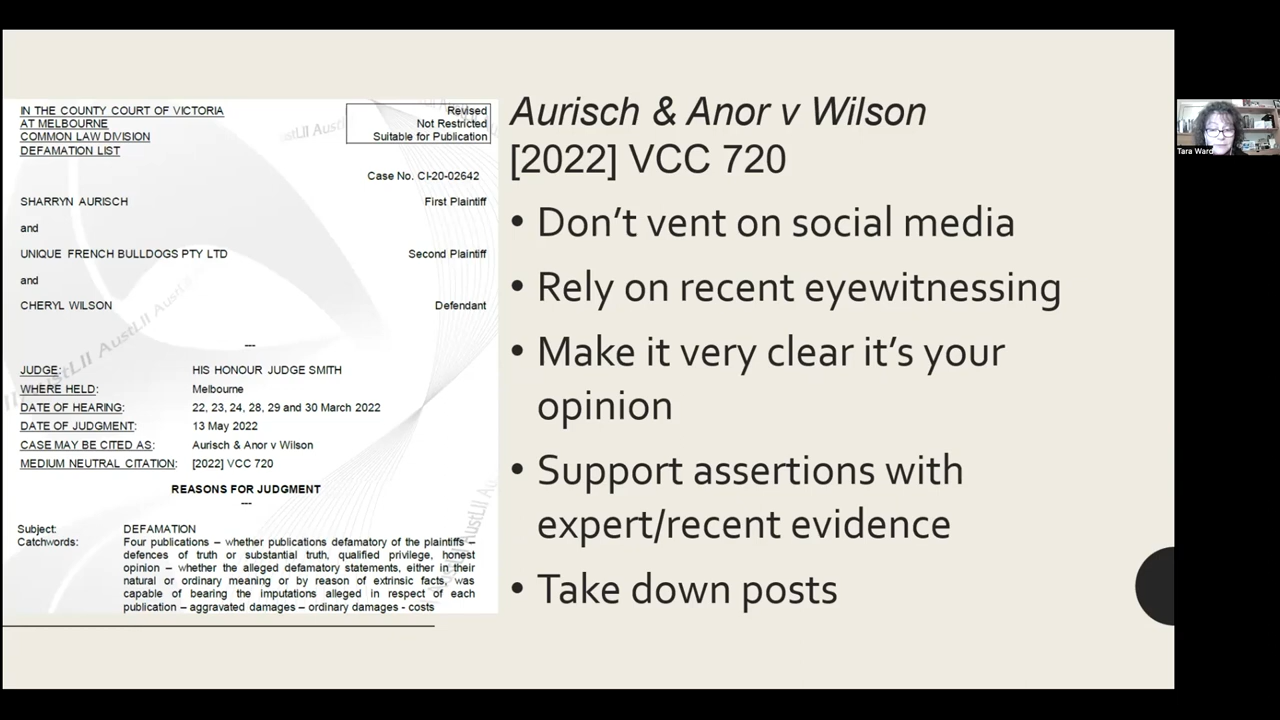 IN THE COUNTY COURT OF VICTORIA
AT MELBOURNE
COMMON LAW DIVISION
DEFAMATION LIST
Revised
Not Restricted
Suitable for Publication
Case No. CI-20-02642
SHARRYN AURISCH First Plaintiff
and
UNIQUE FRENCH BULLDOGS PTY LTD Second Plaintiff
and
CHERYL WILSON Defendant
---
JUDGE: HIS HONOUR JUDGE SMITH
WHERE HELD: Melbourne
DATE OF HEARING: 22, 23, 24, 28, 29 and 30 March 2022
DATE OF JUDGMENT: 13 May 2022
CASE MAY BE CITED AS: Aurisch & Anor v Wilson
MEDIUM NEUTRAL CITATION: [2022] VCC 720
REASONS FOR JUDGMENT
---
Subject: DEFAMATION
Catchwords: Four publications – whether publications defamatory of the plaintiffs –
defences of truth or substantial truth, qualified privilege, honest
opinion – whether the alleged defamatory statements, either in their
natural or ordinary meaning or by reason of extrinsic facts, was
capable of bearing the imputations alleged in respect of each
publication – aggravated damages – ordinary damages - costs
Aurisch & Anor v Wilson
[2022] VCC 720
• Don't vent on social media
• Rely on recent eyewitnessing
• Make it very clear it's your
opinion
• Support assertions with
expert/recent evidence
• Take down posts
Tara Ward
AustLII AustLII